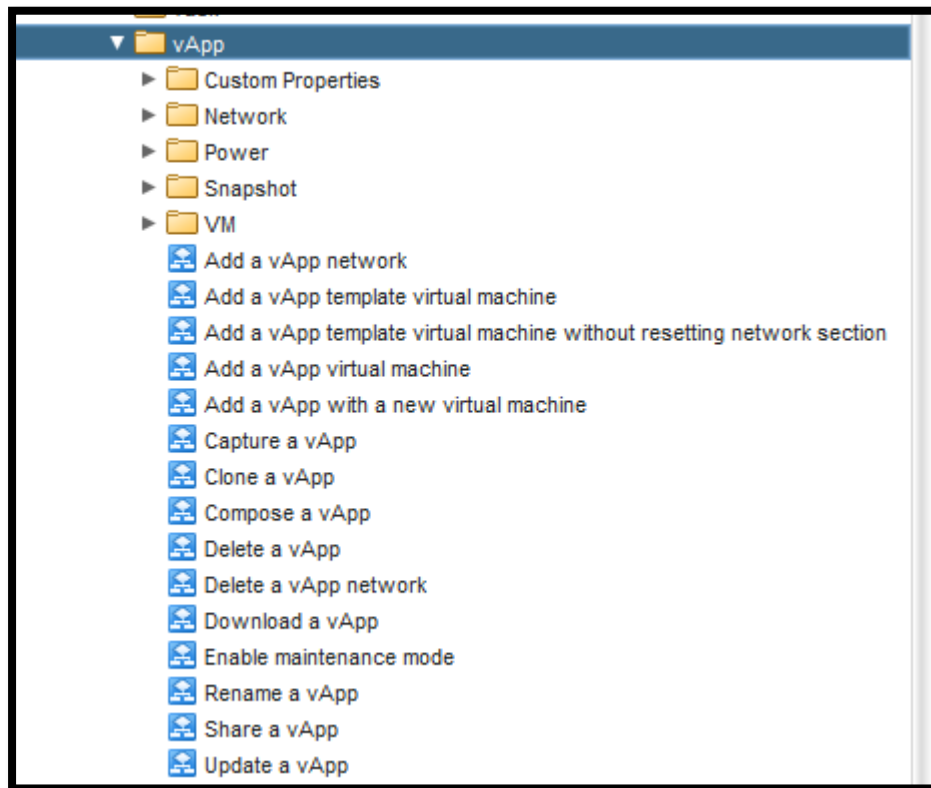 vApp
Custom Properties
Network
Power
Snapshot
VM
Add a vApp network
Add a vApp template virtual machine
Add a vApp template virtual machine without resetting network section
Add a vApp virtual machine
Add a vApp with a new virtual machine
Capture a vApp
Clone a vApp
Compose a vApp
Delete a vApp
Delete a vApp network
Download a vApp
Enable maintenance mode
Rename a vApp
Share a vApp
Update a vApp